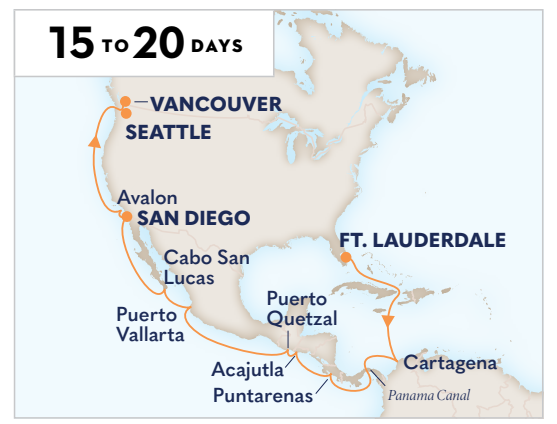 15 TO 20 DAYS
VANCOUVER
SEATTLE
Avalon
SAN DIEGO
FT. LAUDERDALE
Cabo San
Lucas
Puerto
Quetzal
Puerto
Vallarta
Acajutla
Cartagena
Puntarenas
Panama Canal